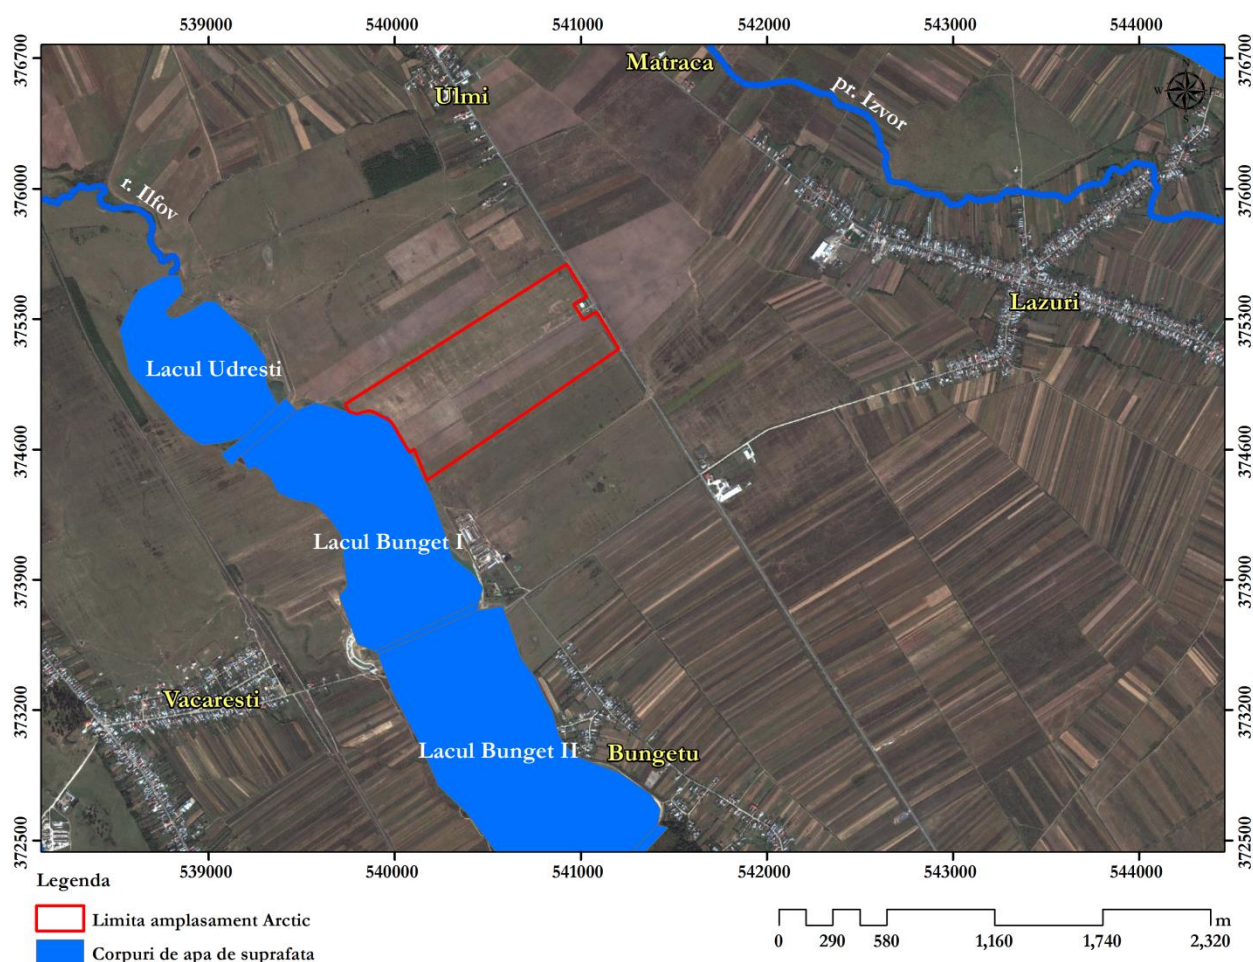 539000 540000 541000 542000 543000 544000
376700 376700
Matraca
Ulmi
pr. Izvor
N
W E
S
376000 376000
r. Ilfov
375300 375300
Lazuri
Lacul Udresti
374600 374600
Lacul Bunget I
373900 373900
Vacaresti
373200 373200
Lacul Bunget II
Bungetu
372500 372500
539000 540000 541000 542000 543000 544000
Legenda
Limita amplasament Arctic
Corpuri de apa de suprafata
m
0 290 580 1,160 1,740 2,320